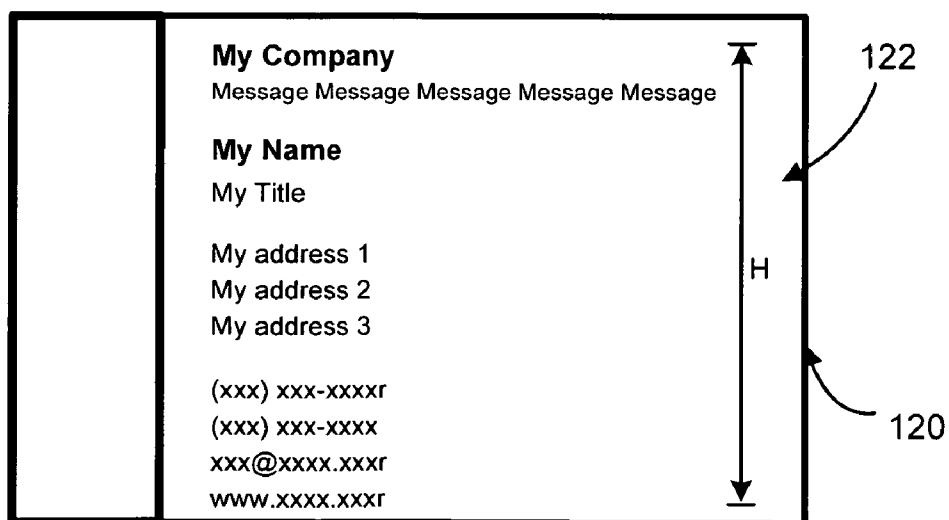 My Company
Message Message Message Message Message
My Name
My Title
My address 1
My address 2
My address 3
(xxx) xxx-xxxxr
(xxx) xxx-xxxx
xxx@xxxx.xxxr
www.xxxx.xxxr
H
122
120